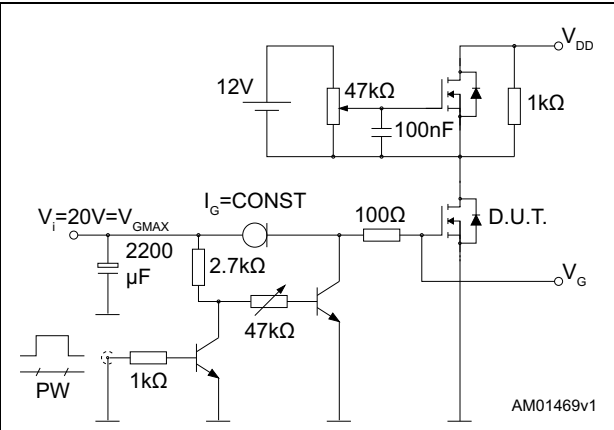 V_DD
12V
47kΩ
100nF
1kΩ
I_G=CONST
V_i=20V=V_GMAX
100Ω
D.U.T.
2200
μF
2.7kΩ
V_G
47kΩ
1kΩ
PW
AM01469v1